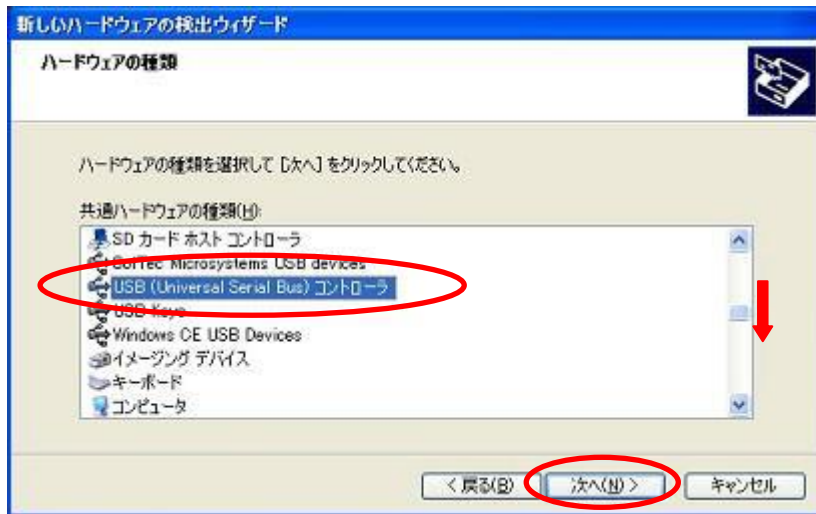 新しいハードウェアの検出ウィザード
ハードウェアの種類
ハードウェアの種類を選択して [次へ] をクリックしてください。
共通ハードウェアの種類(H):
SD カード ホスト コントローラ
Microsystems USB devices
USB (Universal Serial Bus) コントローラ
USB Keys
Windows CE USB Devices
イメージング デバイス
キーボード
コンピュータ
< 戻る(B)
次へ(N) >
キャンセル